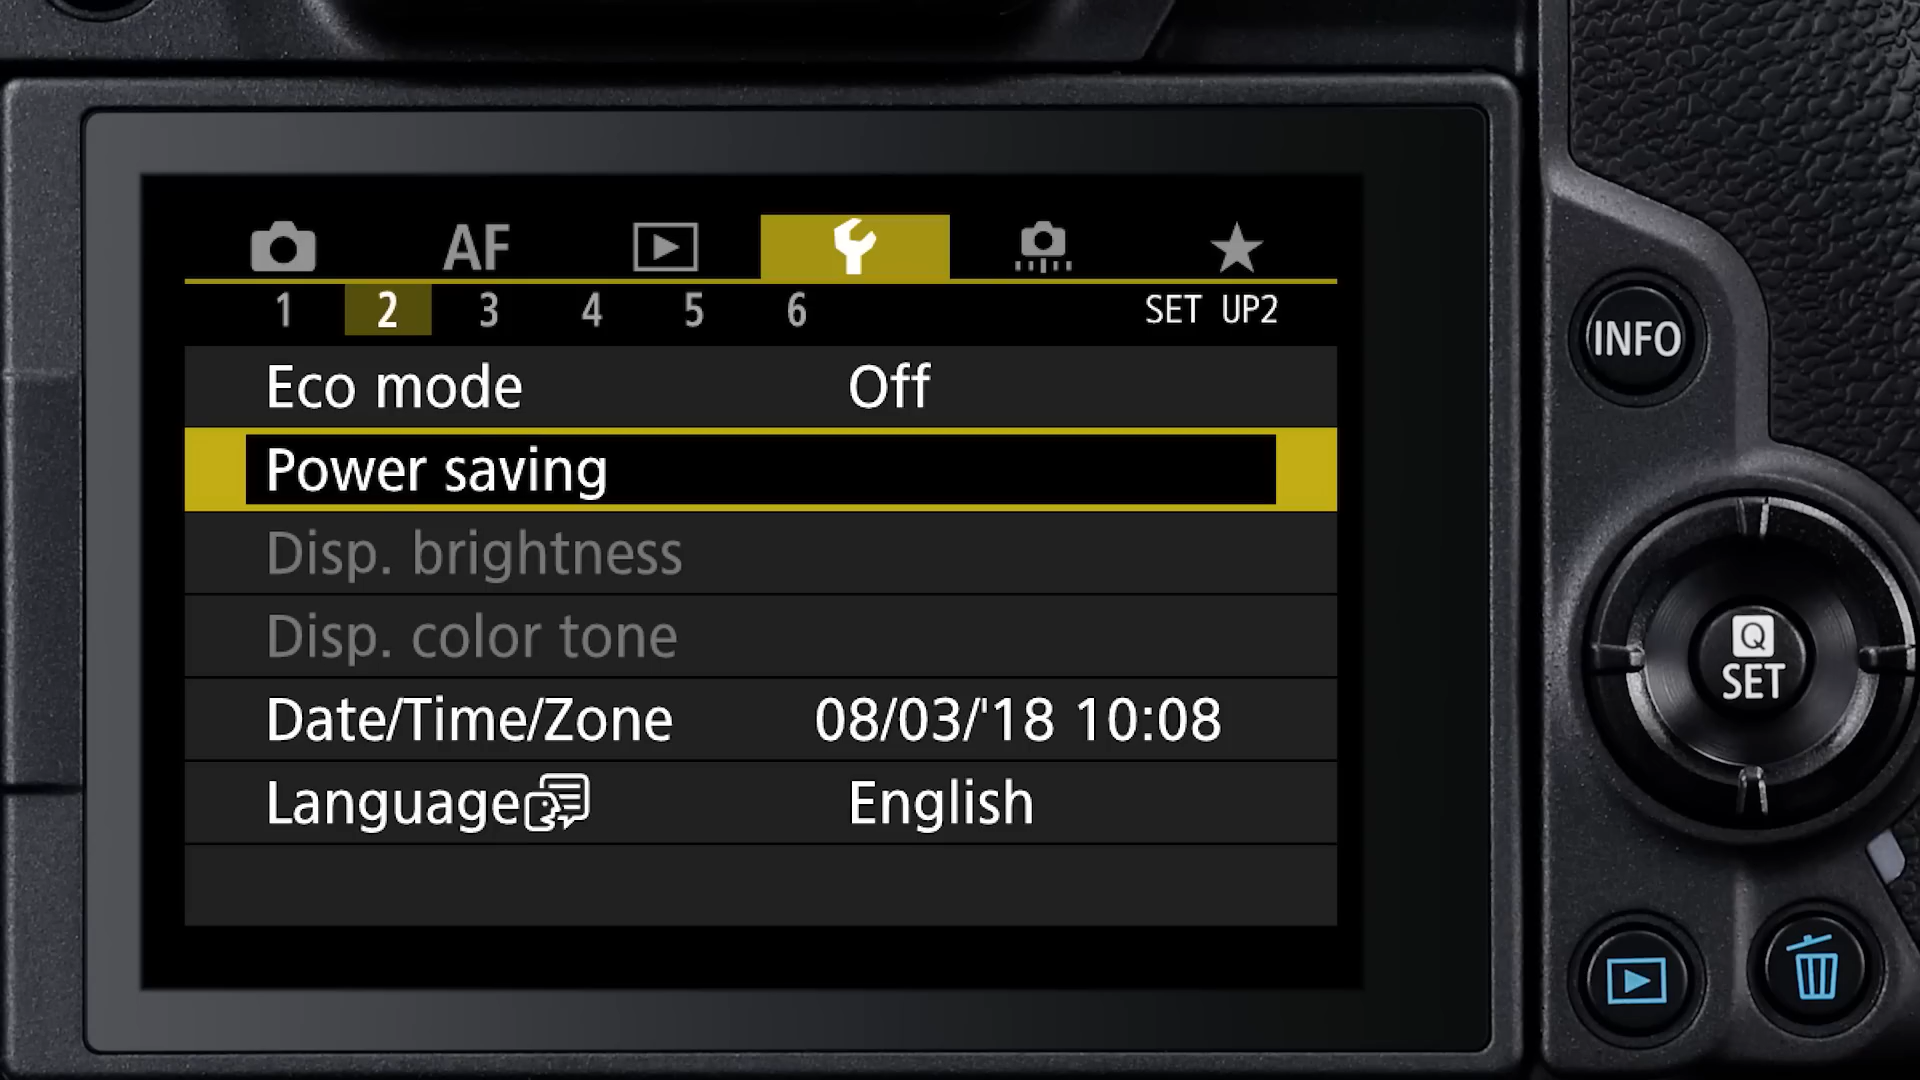 AF
1 2 3 4 5 6 SET UP2
Eco mode Off
Power saving
Disp. brightness
Disp. color tone
Date/Time/Zone 08/03/'18 10:08
Language English
INFO
Q
SET